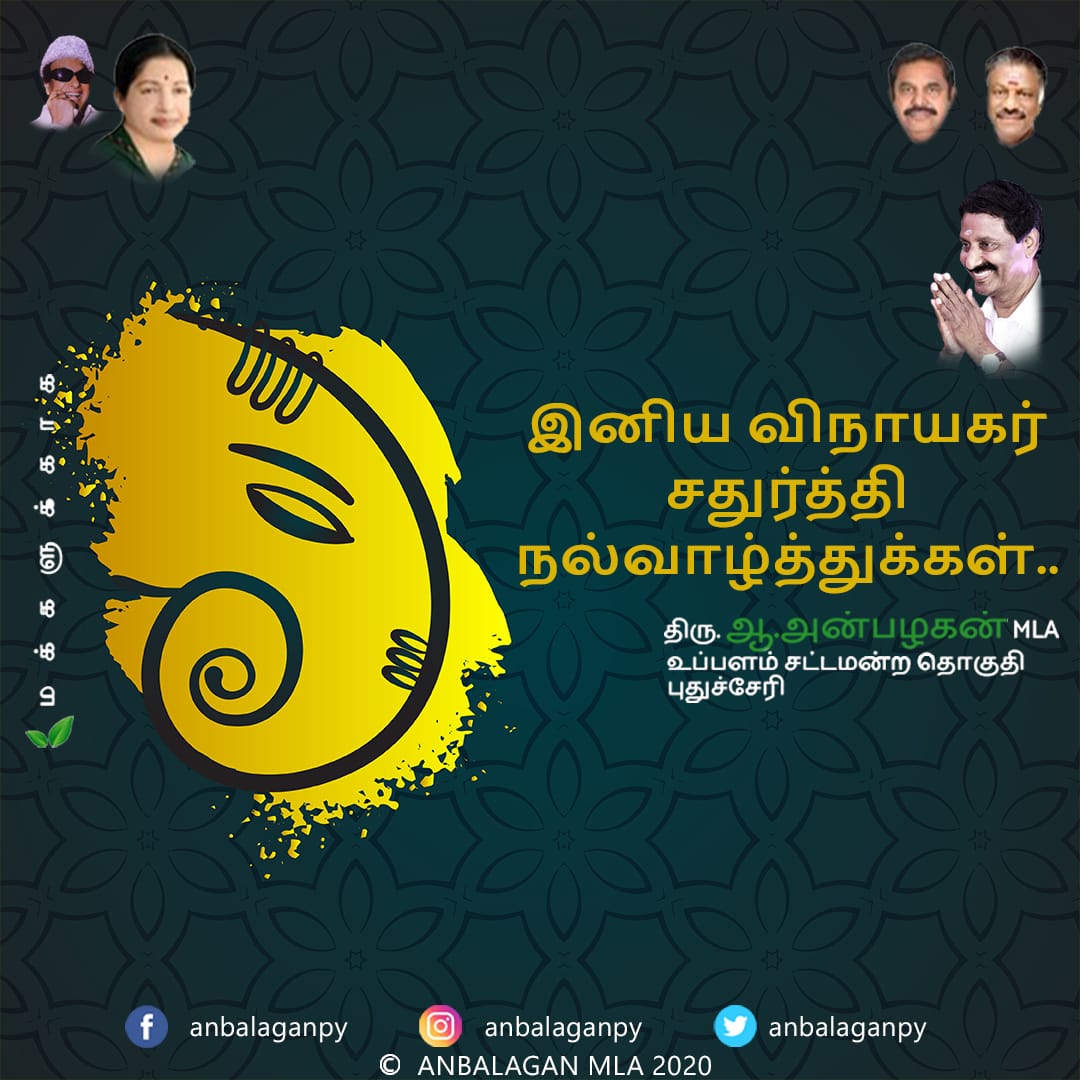 மக்களுக்காக
இனிய விநாயகர்
சதுர்த்தி
நல்வாழ்த்துக்கள்..
திரு. ஆ.அன்பழகன் MLA
உப்பளம் சட்டமன்ற தொகுதி
புதுச்சேரி
anbalaganpy anbalaganpy anbalaganpy
© ANBALAGAN MLA 2020